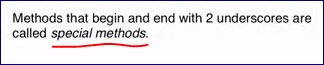 Methods that begin and end with 2 underscores are
called special methods.